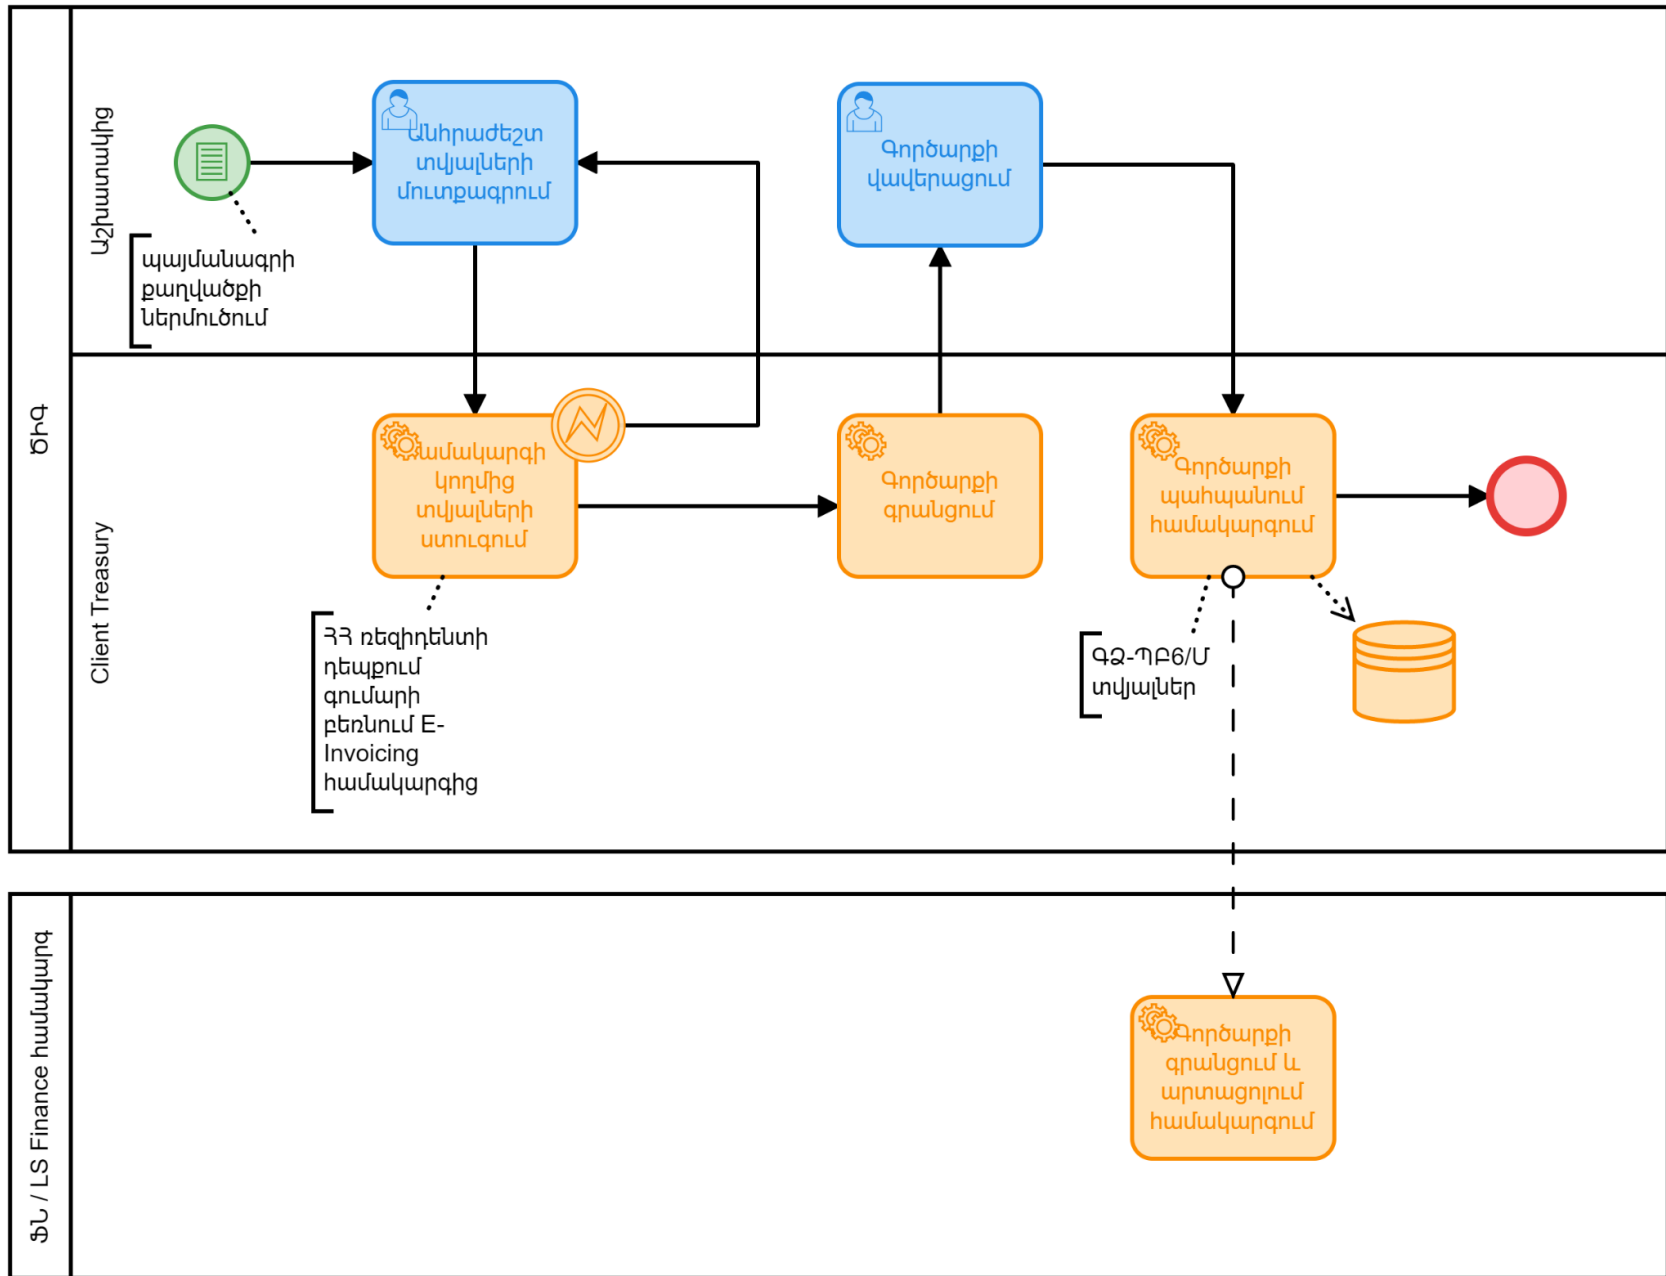 ԾԻԳ
Աշխատակից
պայմանագրի
քաղվածքի
ներմուծում
Անհրաժեշտ
տվյալների
մուտքագրում
Գործարքի
վավերացում
Client Treasury
Համակարգի
կողմից
տվյալների
ստուգում
ՀՀ ռեզիդենտի
դեպքում
գումարի
բեռնում E-
Invoicing
համակարգից
Գործարքի
գրանցում
Գործարքի
պահպանում
համակարգում
ԳՁ-ՊԲ6/Մ
տվյալներ
ՖՆ / LS Finance համակարգ
Գործարքի
գրանցում և
արտացոլում
համակարգում